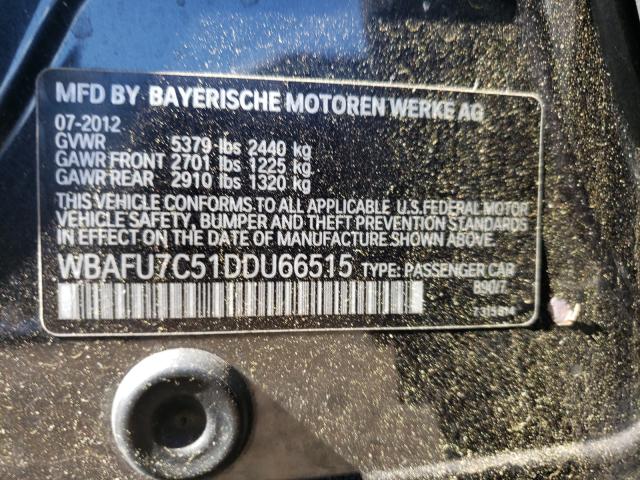 MFD BY BAYERISCHE MOTOREN WERKE AG
07-2012
GVWR 5379 lbs 2440 kg
GAWR FRONT 2701 lbs 1225 kg
GAWR REAR 2910 lbs 1320 kg
THIS VEHICLE CONFORMS TO ALL APPLICABLE U.S.FEDERAL MOTOR
VEHICLE SAFETY, BUMPER AND THEFT PREVENTION STANDARDS
IN EFFECT ON THE DATE OF MANUFACTURE SHOWN ABOVE.
WBAFU7C51DDU66515 TYPE: PASSENGER CAR